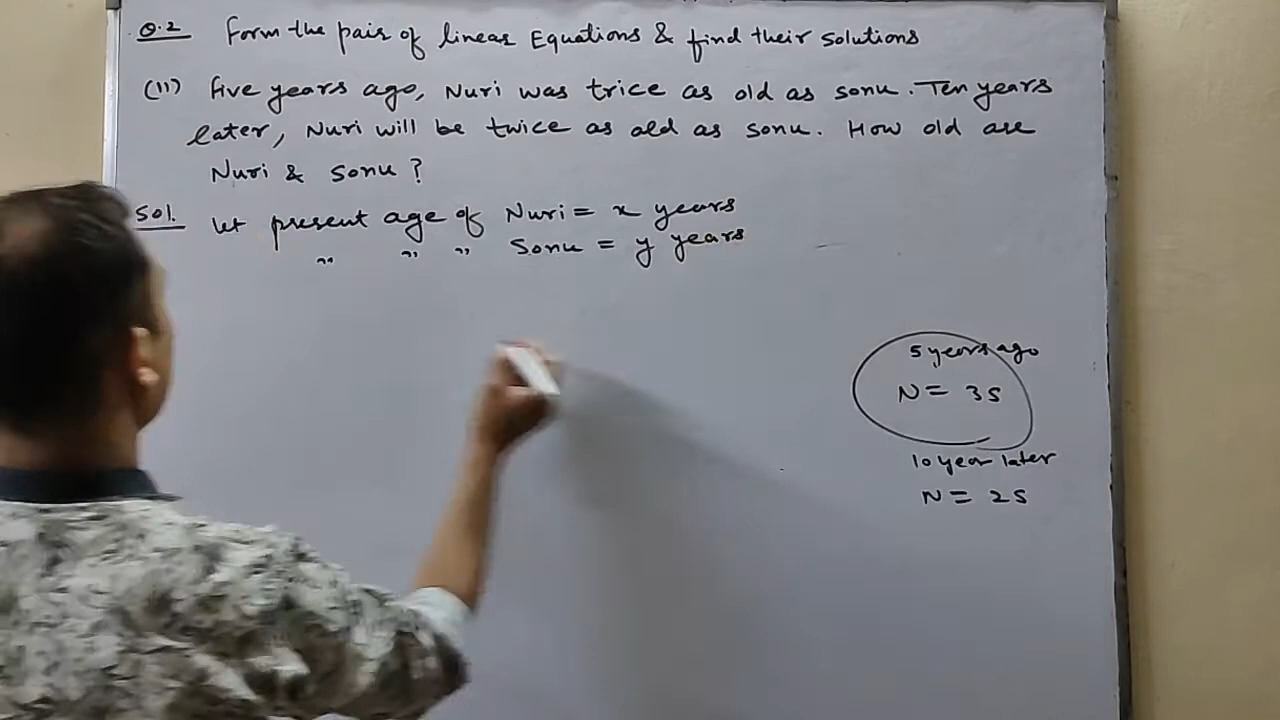 Q.2 Form the pair of linear Equations & find their solutions
(ii) Five years ago, Nuri was trice as old as sonu. Ten years
later, Nuri will be twice as old as sonu. How old are
Nuri & Sonu?
Sol. let present age of Nuri = x years
" " " Sonu = y years
5 years ago
N = 3S
10 year later
N = 2S